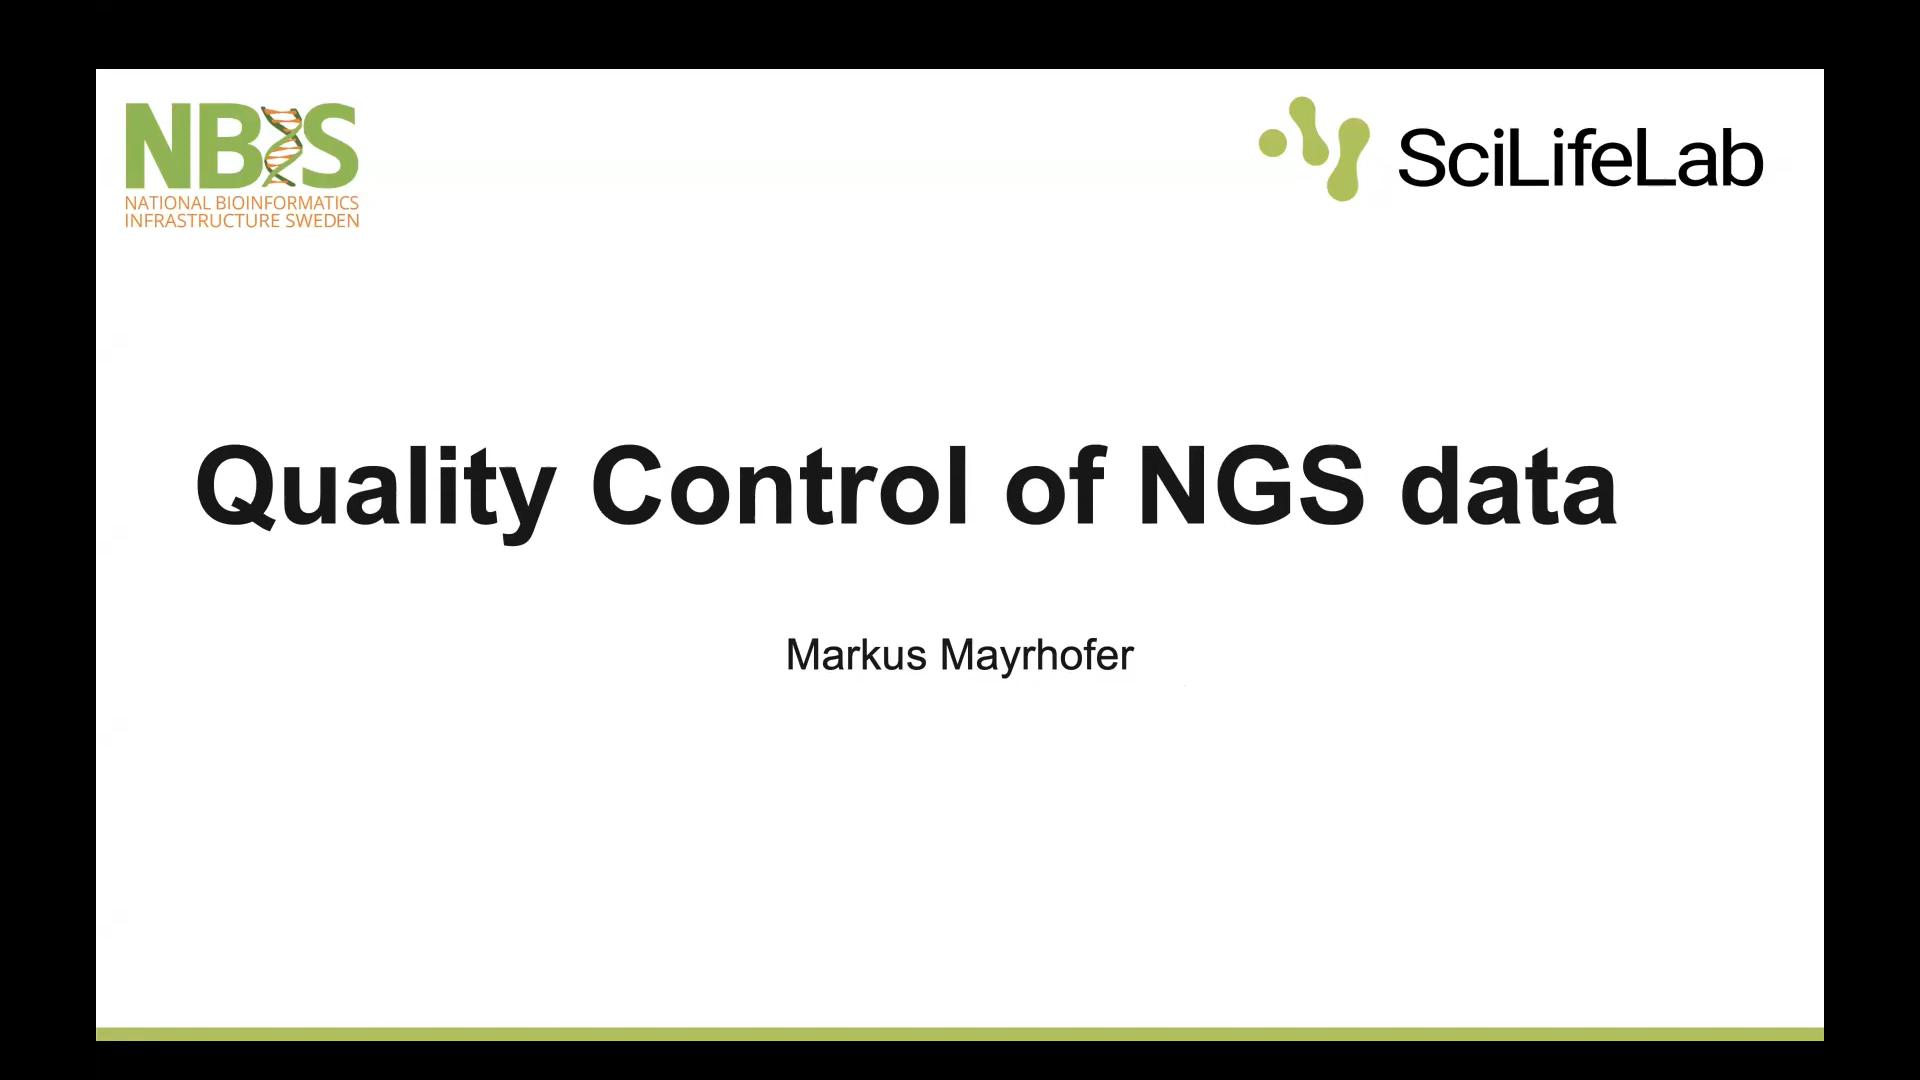 NBIS
NATIONAL BIOINFORMATICS
INFRASTRUCTURE SWEDEN
SciLifeLab
Quality Control of NGS data
Markus Mayrhofer